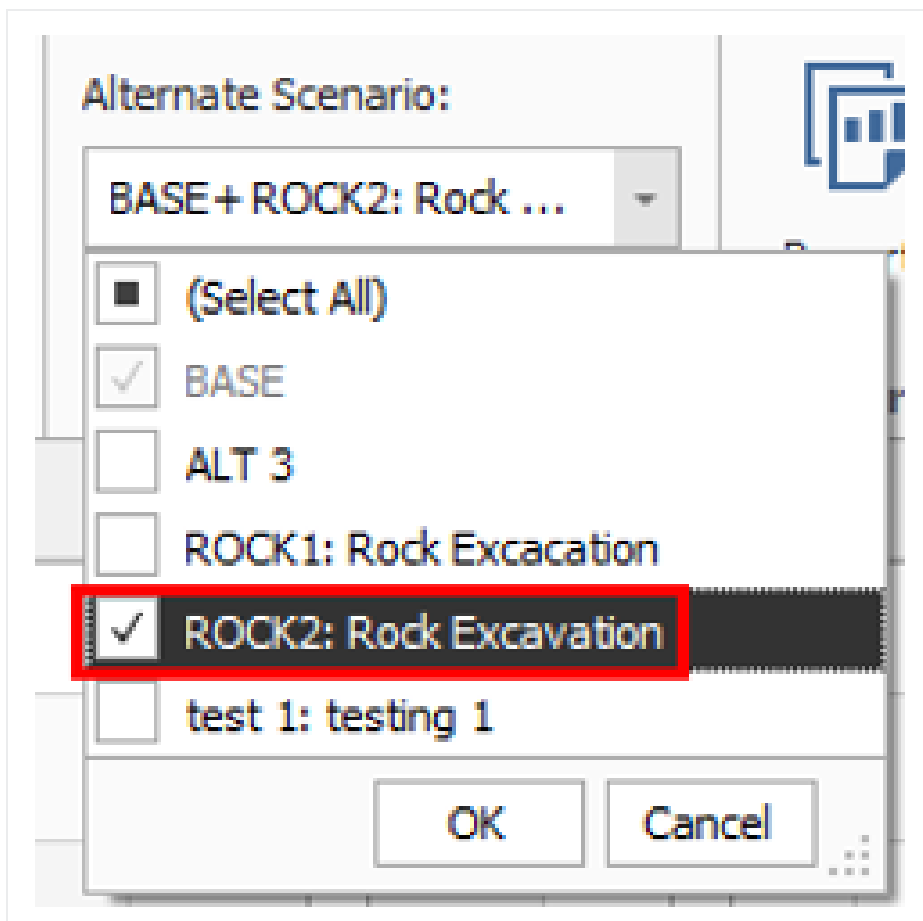 Alternate Scenario:
BASE+ROCK2: Rock ...
(Select All)
BASE
ALT 3
ROCK1: Rock Excacation
ROCK2: Rock Excavation
test 1: testing 1
OK Cancel